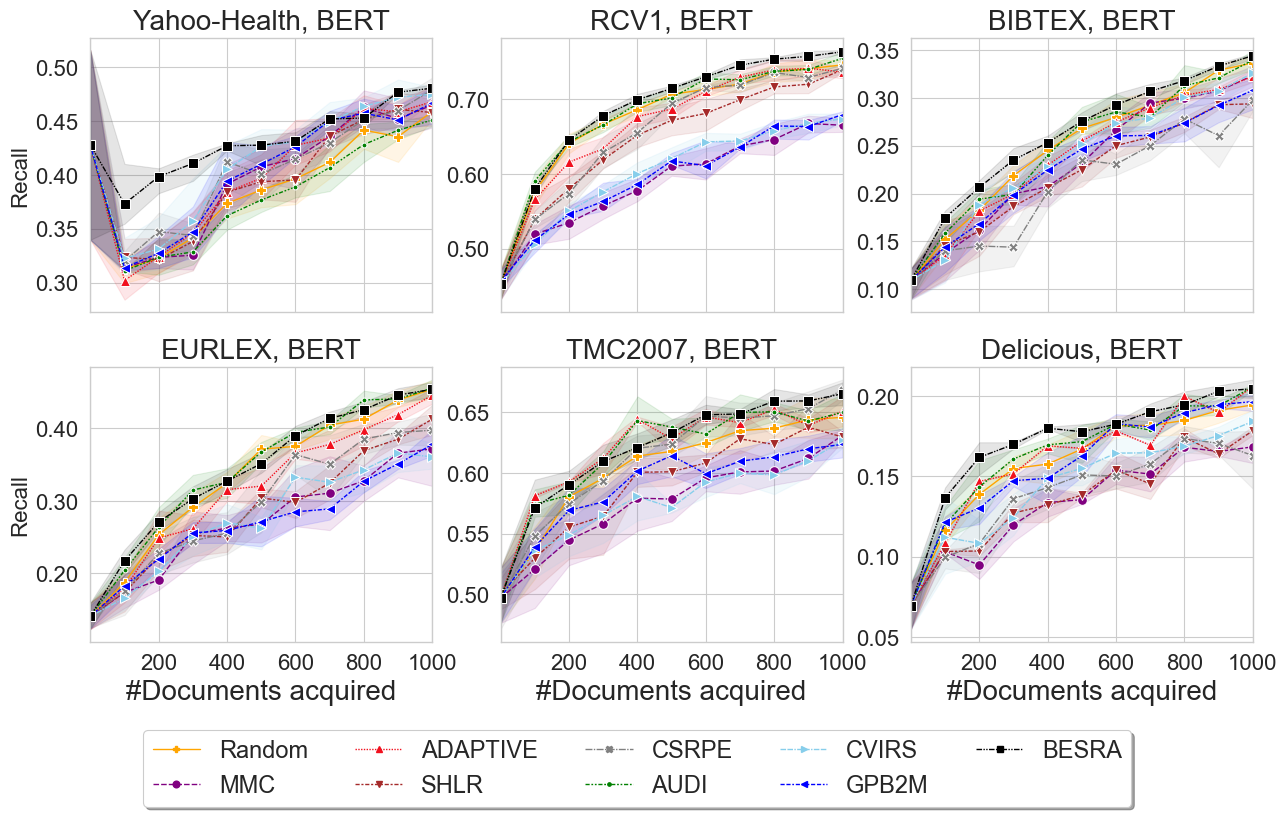 Yahoo-Health, BERT
RCV1, BERT
BIBTEX, BERT
Recall
0.50
0.45
0.40
0.35
0.30
0.70
0.60
0.50
0.35
0.30
0.25
0.20
0.15
0.10
EURLEX, BERT
TMC2007, BERT
Delicious, BERT
Recall
0.40
0.30
0.20
0.65
0.60
0.55
0.50
0.20
0.15
0.10
0.05
200 400 600 800 1000
200 400 600 800 1000
200 400 600 800 1000
#Documents acquired
#Documents acquired
#Documents acquired
Random ADAPTIVE CSRPE CVIRS BESRA
MMC SHLR AUDI GPB2M